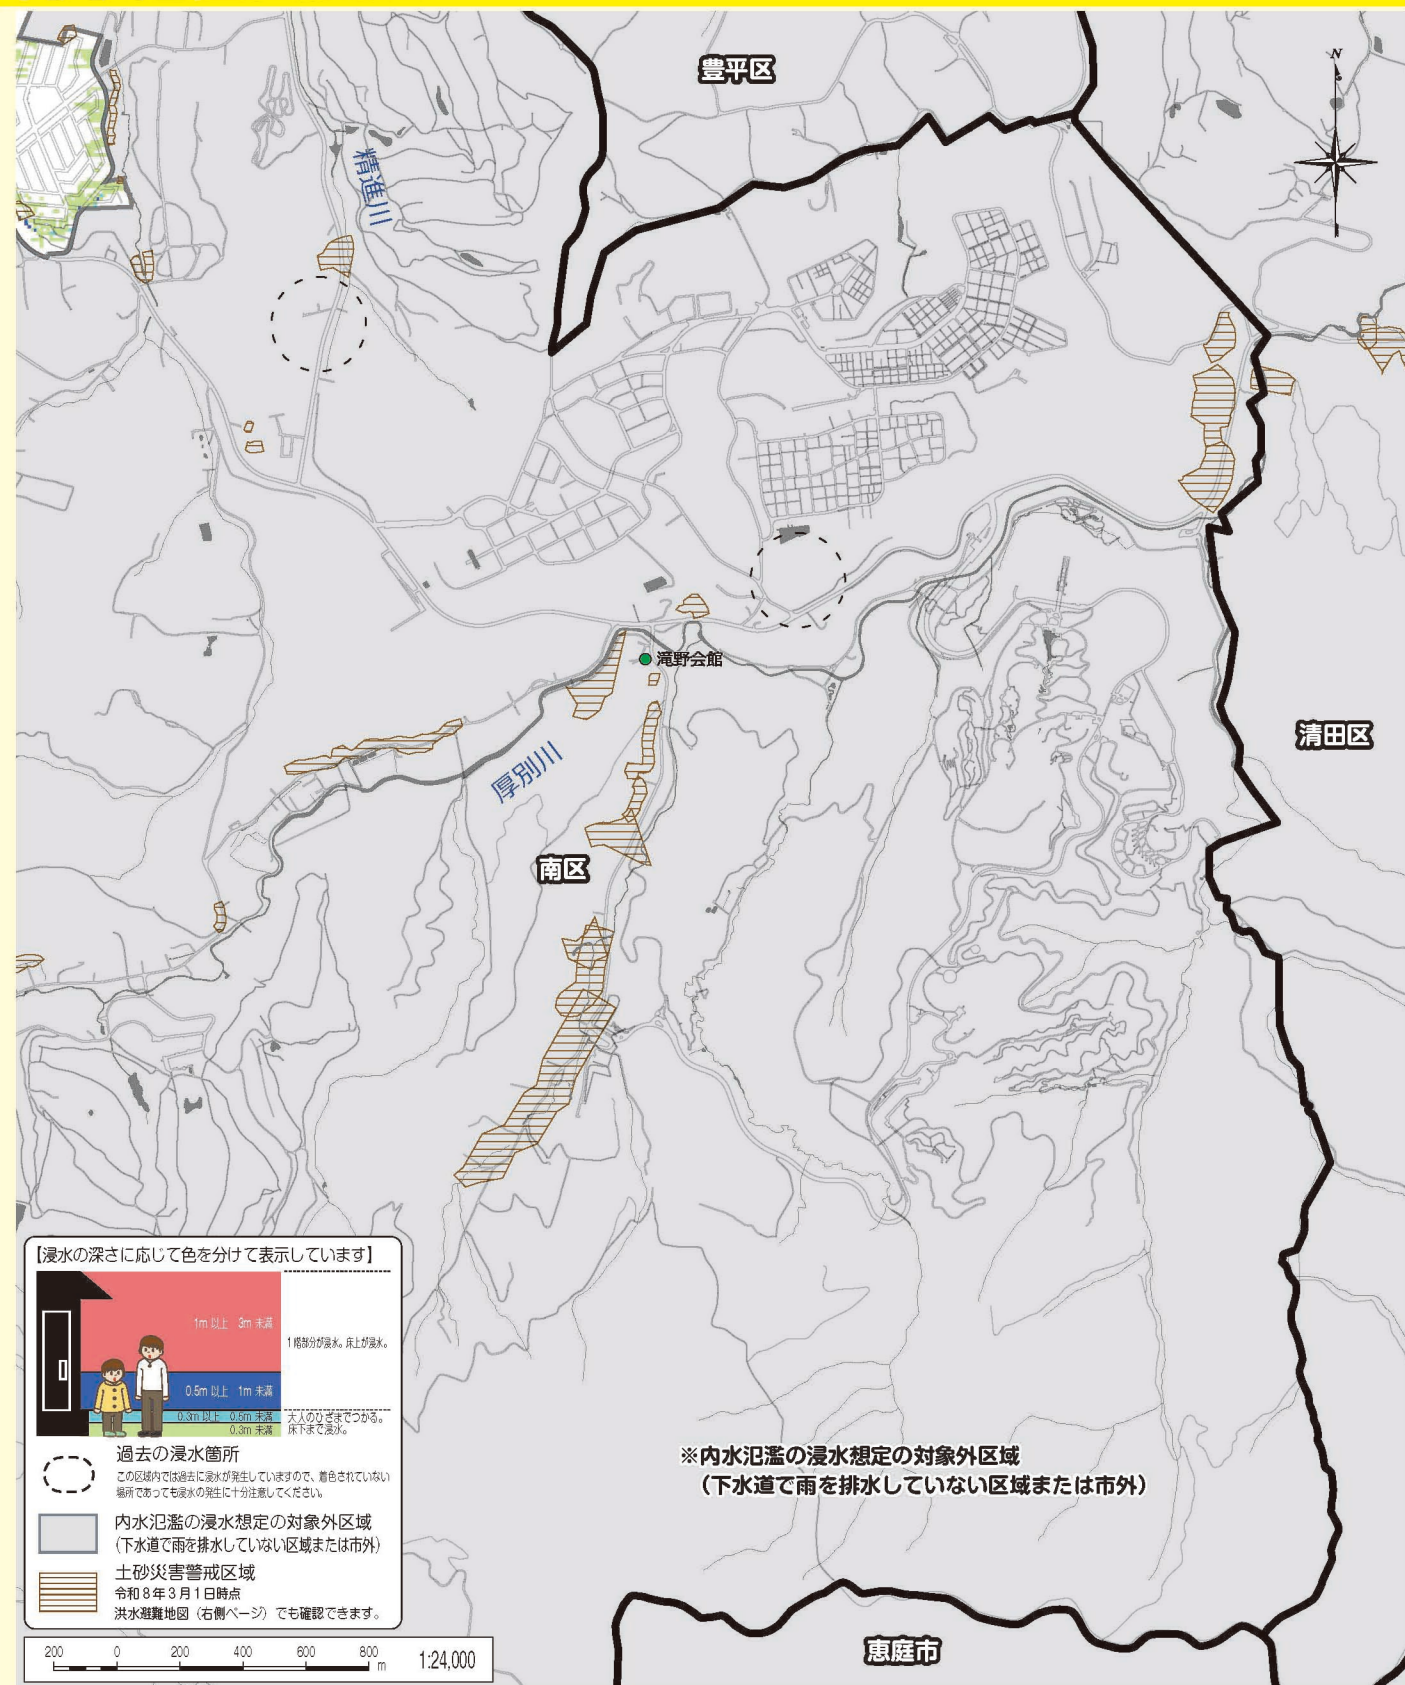 豊平区
N
精進川
滝野会館
清田区
厚別川
南区
【浸水の深さに応じて色を分けて表示しています】
1m 以上 3m 未満
1階部分が浸水。床上が浸水。
0.5m 以上 1m 未満
0.3m 以上 0.5m 未満
大人のひざまでつかる。
0.3m 未満
床下まで浸水。
過去の浸水箇所
この区域内では過去に浸水が発生していますので、着色されていない
場所であっても浸水の発生に十分注意してください。
内水氾濫の浸水想定の対象外区域
(下水道で雨を排水していない区域または市外)
土砂災害警戒区域
令和8年3月1日時点
洪水避難地図(右側ページ)でも確認できます。
※内水氾濫の浸水想定の対象外区域
(下水道で雨を排水していない区域または市外)
200 0 200 400 600 800 m 1:24,000
恵庭市